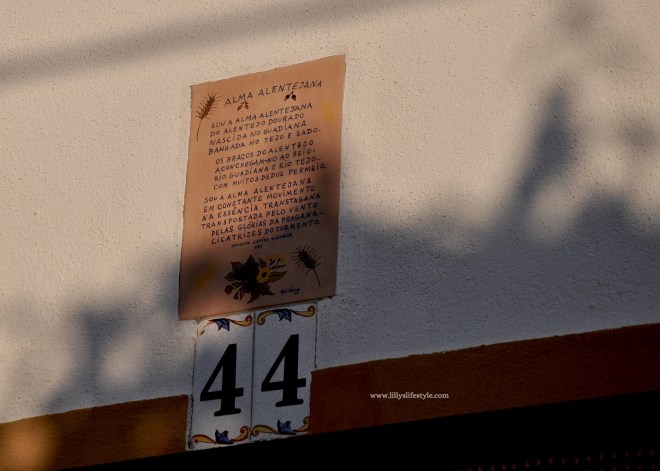 ALMA ALENTEJANA
SOU A ALMA ALENTEJANA
DO ALENTEJO DOURADO
NASCIDA NO GUADIANA
BANHADA NO TEJO E SADO.
OS BRAÇOS DO ALENTEJO
ACONCHEGAM-NO AO SEIO-
RIO GUADIANA E RIO TEJO...
COM MUITOS DEDOS PERMEIO.
SOU A ALMA ALENTEJANA
EM CONSTANTE MOVIMENTO
NA ESSÊNCIA TRANSTAGANA
TRANSPORTADA PELO VENTO
PELAS GLÓRIAS DA PRAGANA...
CICATRIZES DO TORMENTO.
44
www.lillyslifestyle.com